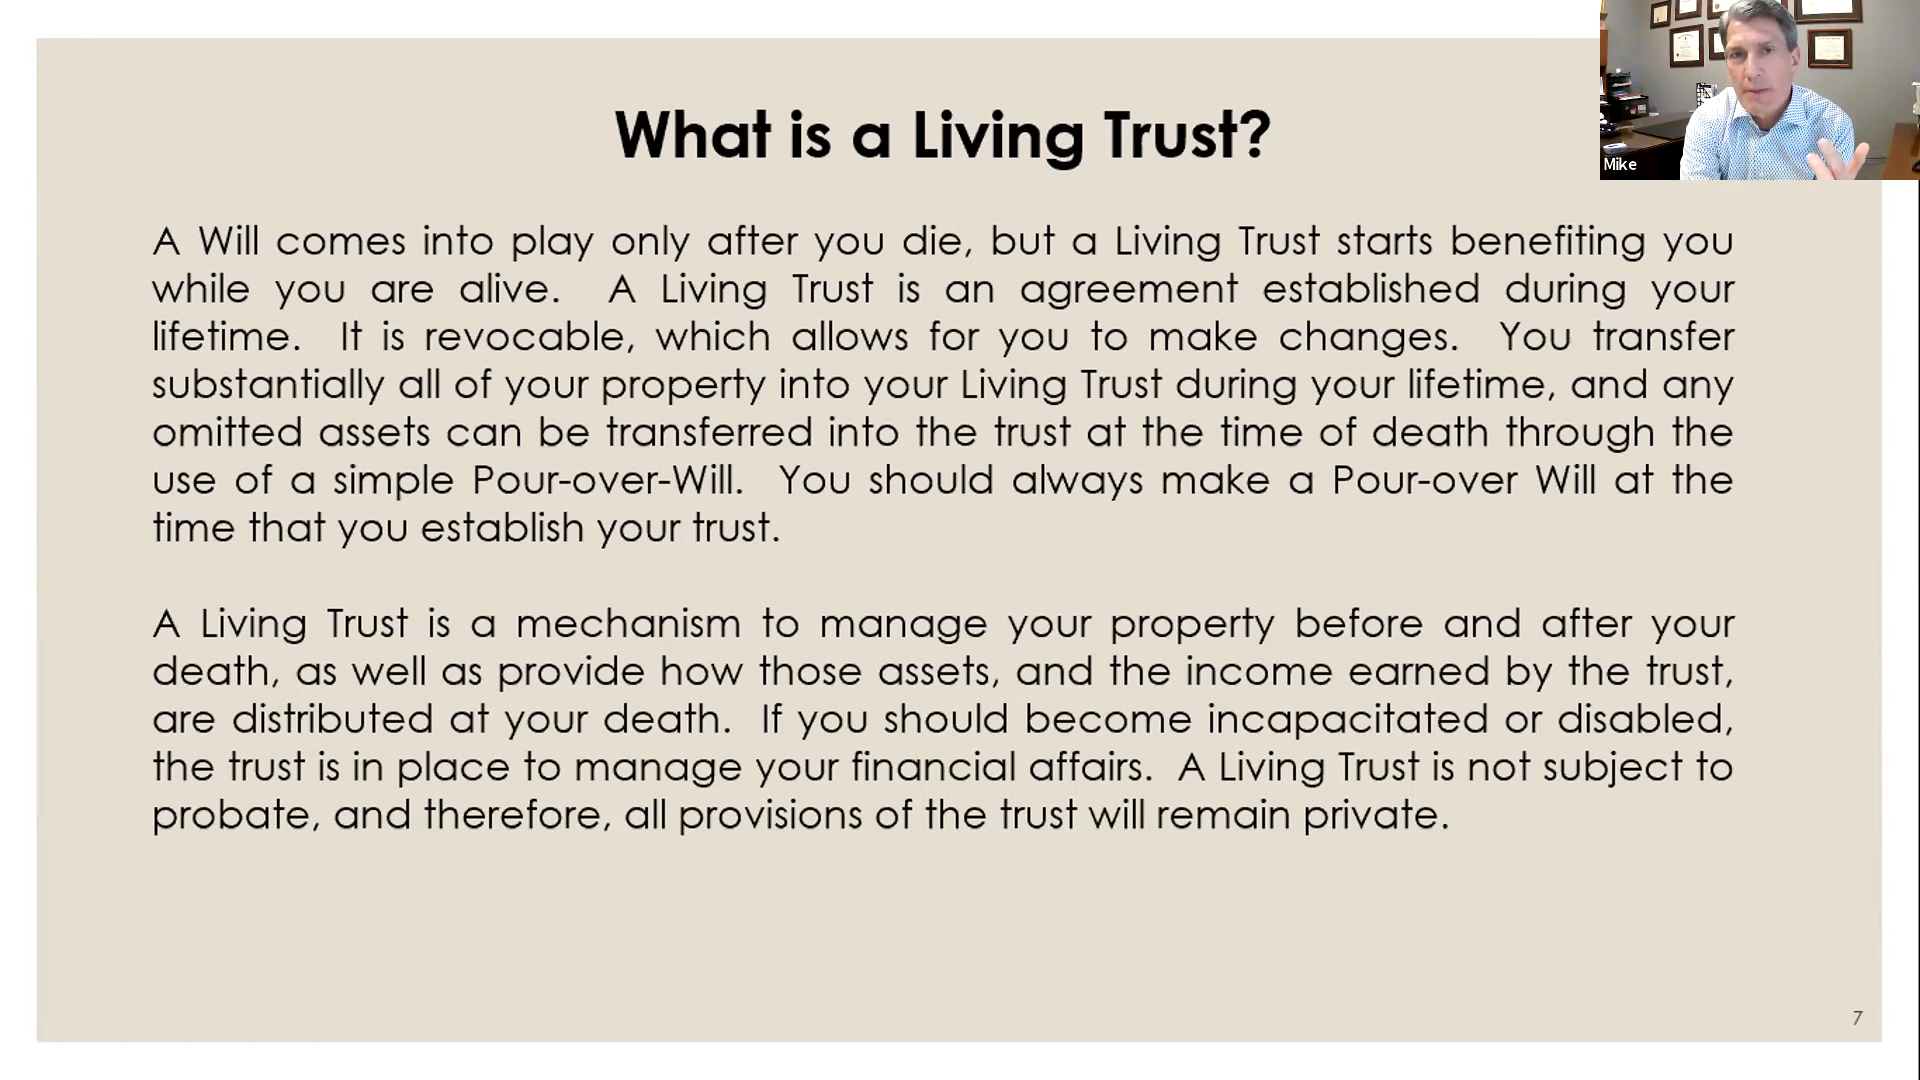 Mike
What is a Living Trust?
A Will comes into play only after you die, but a Living Trust starts benefiting you
while you are alive.  A Living Trust is an agreement established during your
lifetime.  It is revocable, which allows for you to make changes.  You transfer
substantially all of your property into your Living Trust during your lifetime, and any
omitted assets can be transferred into the trust at the time of death through the
use of a simple Pour-over-Will.  You should always make a Pour-over Will at the
time that you establish your trust.
A Living Trust is a mechanism to manage your property before and after your
death, as well as provide how those assets, and the income earned by the trust,
are distributed at your death.  If you should become incapacitated or disabled,
the trust is in place to manage your financial affairs.  A Living Trust is not subject to
probate, and therefore, all provisions of the trust will remain private.
7